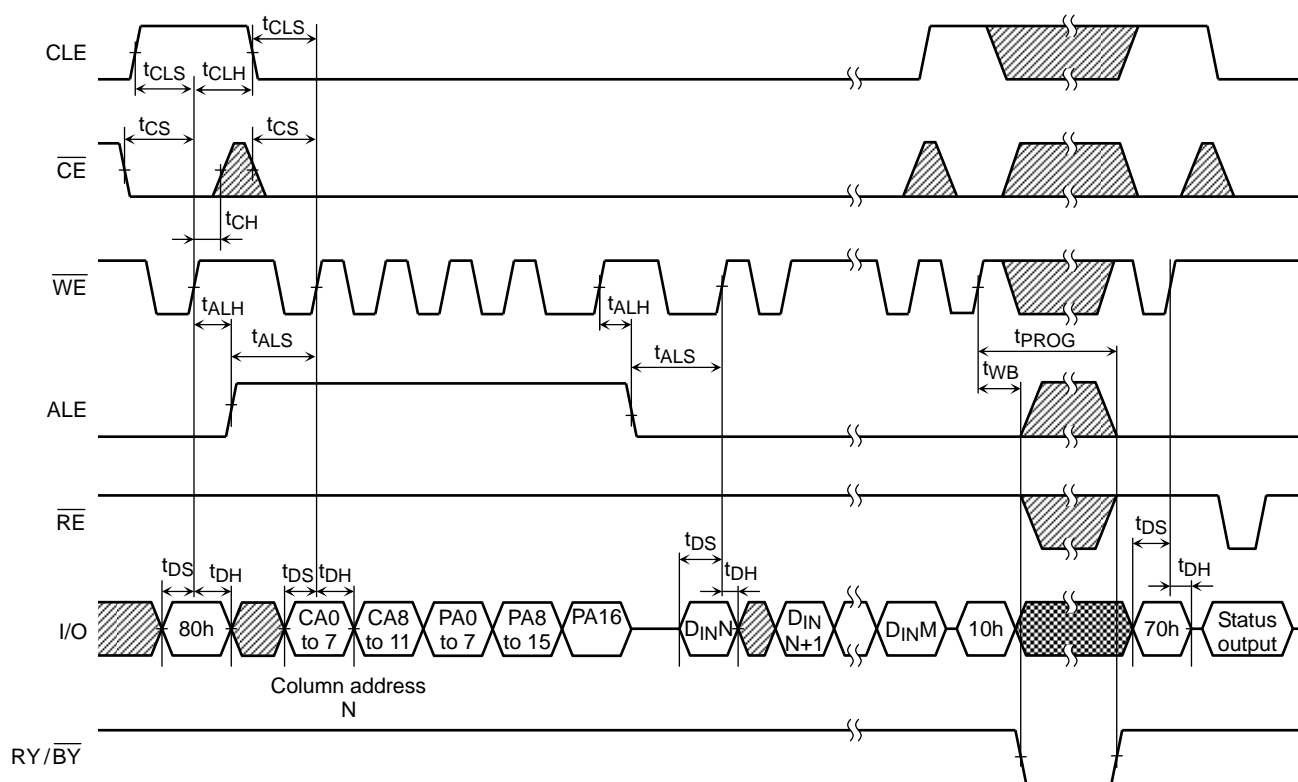 CLE
tCLS
tCLS tCLH
CE
tCS tCS
tCH
WE
tALH tALH
tALS tALS
tPROG
tWB
ALE
RE
tDS tDH tDS tDH tDS tDH tDS tDH
I/O
80h
CA0 to 7
CA8 to 11
PA0 to 7
PA8 to 15
PA16
DINN
DIN N+1
DINM
10h
70h
Status output
Column address
N
RY/BY